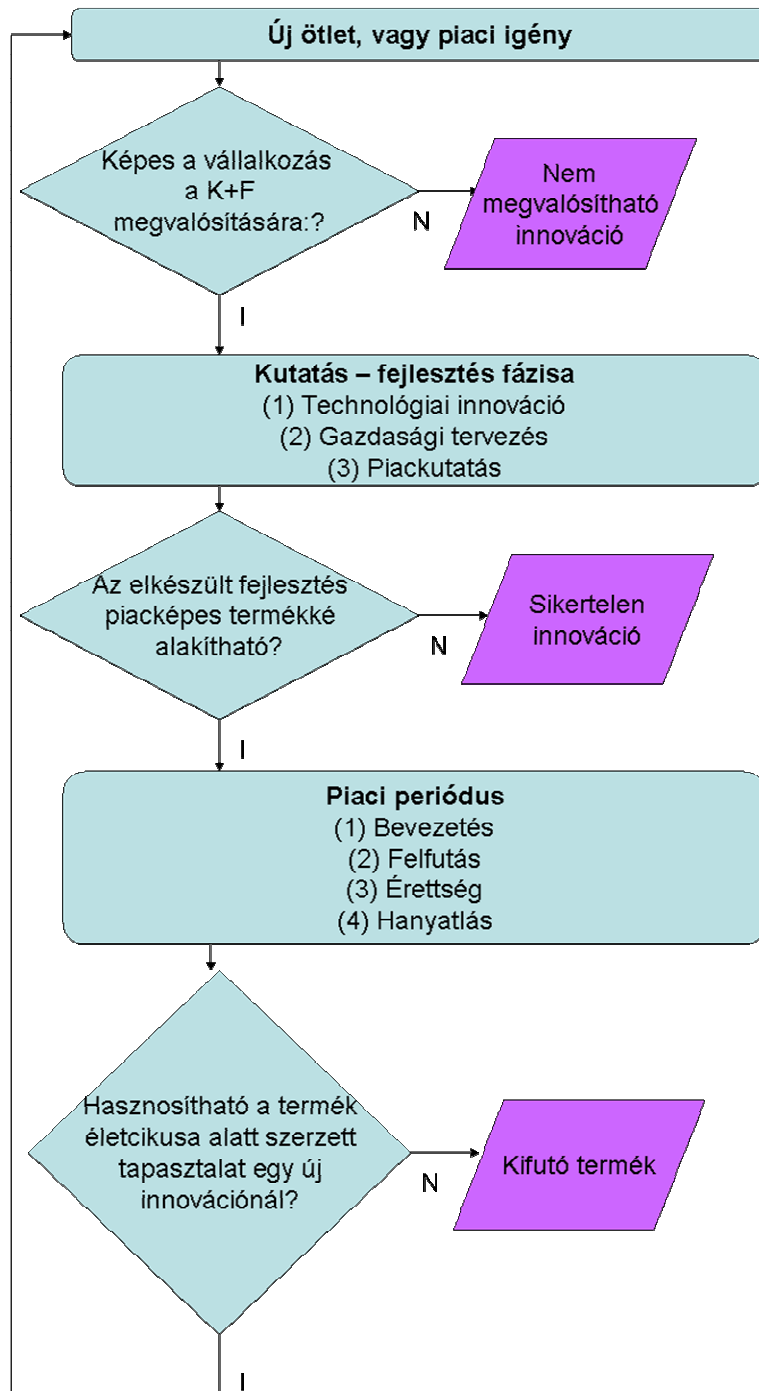 Új ötlet, vagy piaci igény
Képes a vállalkozás
a K+F
megvalósítására:?
N
Nem
megvalósítható
innováció
I
Kutatás – fejlesztés fázisa
(1) Technológiai innováció
(2) Gazdasági tervezés
(3) Piackutatás
Az elkészült fejlesztés
piacképes termékké
alakítható?
N
Sikertelen
innováció
I
Piaci periódus
(1) Bevezetés
(2) Felfutás
(3) Érettség
(4) Hanyatlás
Hasznosítható a termék
életcikusa alatt szerzett
tapasztalat egy új
innovációnál?
N
Kifutó termék
I